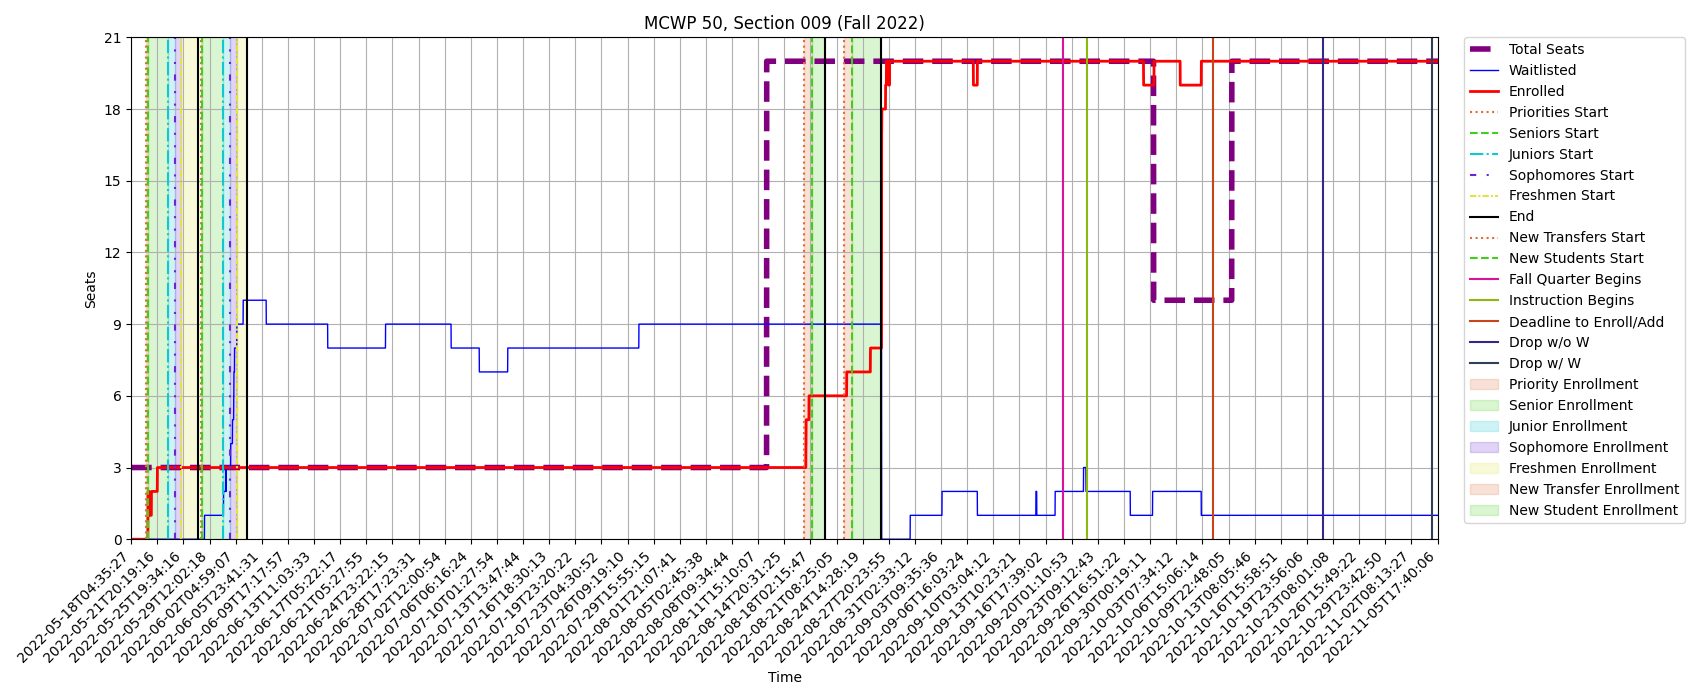 MCWP 50, Section 009 (Fall 2022)
21
18
15
12
9
6
3
0
Seats
2022-05-18T04:35:27
2022-05-21T20:19:16
2022-05-25T19:34:16
2022-05-29T12:02:18
2022-06-02T04:59:07
2022-06-05T23:41:31
2022-06-09T17:17:57
2022-06-13T11:03:33
2022-06-17T05:22:17
2022-06-21T05:27:55
2022-06-24T23:22:15
2022-06-28T17:23:31
2022-07-02T12:00:54
2022-07-06T06:16:24
2022-07-10T01:27:54
2022-07-13T13:47:44
2022-07-16T18:30:13
2022-07-19T23:20:22
2022-07-23T04:30:52
2022-07-26T09:19:10
2022-07-29T15:55:15
2022-08-01T21:07:41
2022-08-05T02:45:38
2022-08-08T09:34:44
2022-08-11T15:10:07
2022-08-14T20:31:25
2022-08-18T02:15:47
2022-08-21T08:25:05
2022-08-24T14:28:19
2022-08-27T20:23:55
2022-08-31T02:33:12
2022-09-03T09:35:36
2022-09-06T16:03:24
2022-09-10T03:04:12
2022-09-13T10:23:21
2022-09-16T17:39:02
2022-09-20T01:10:53
2022-09-23T09:12:43
2022-09-26T16:51:22
2022-09-30T00:19:11
2022-10-03T07:34:12
2022-10-06T15:06:14
2022-10-09T22:48:05
2022-10-13T08:05:46
2022-10-16T15:58:51
2022-10-19T23:56:06
2022-10-23T08:01:08
2022-10-26T15:49:22
2022-10-29T23:42:50
2022-11-02T08:13:27
2022-11-05T17:40:06
Time
Total Seats
Waitlisted
Enrolled
Priorities Start
Seniors Start
Juniors Start
Sophomores Start
Freshmen Start
End
New Transfers Start
New Students Start
Fall Quarter Begins
Instruction Begins
Deadline to Enroll/Add
Drop w/o W
Drop w/ W
Priority Enrollment
Senior Enrollment
Junior Enrollment
Sophomore Enrollment
Freshmen Enrollment
New Transfer Enrollment
New Student Enrollment